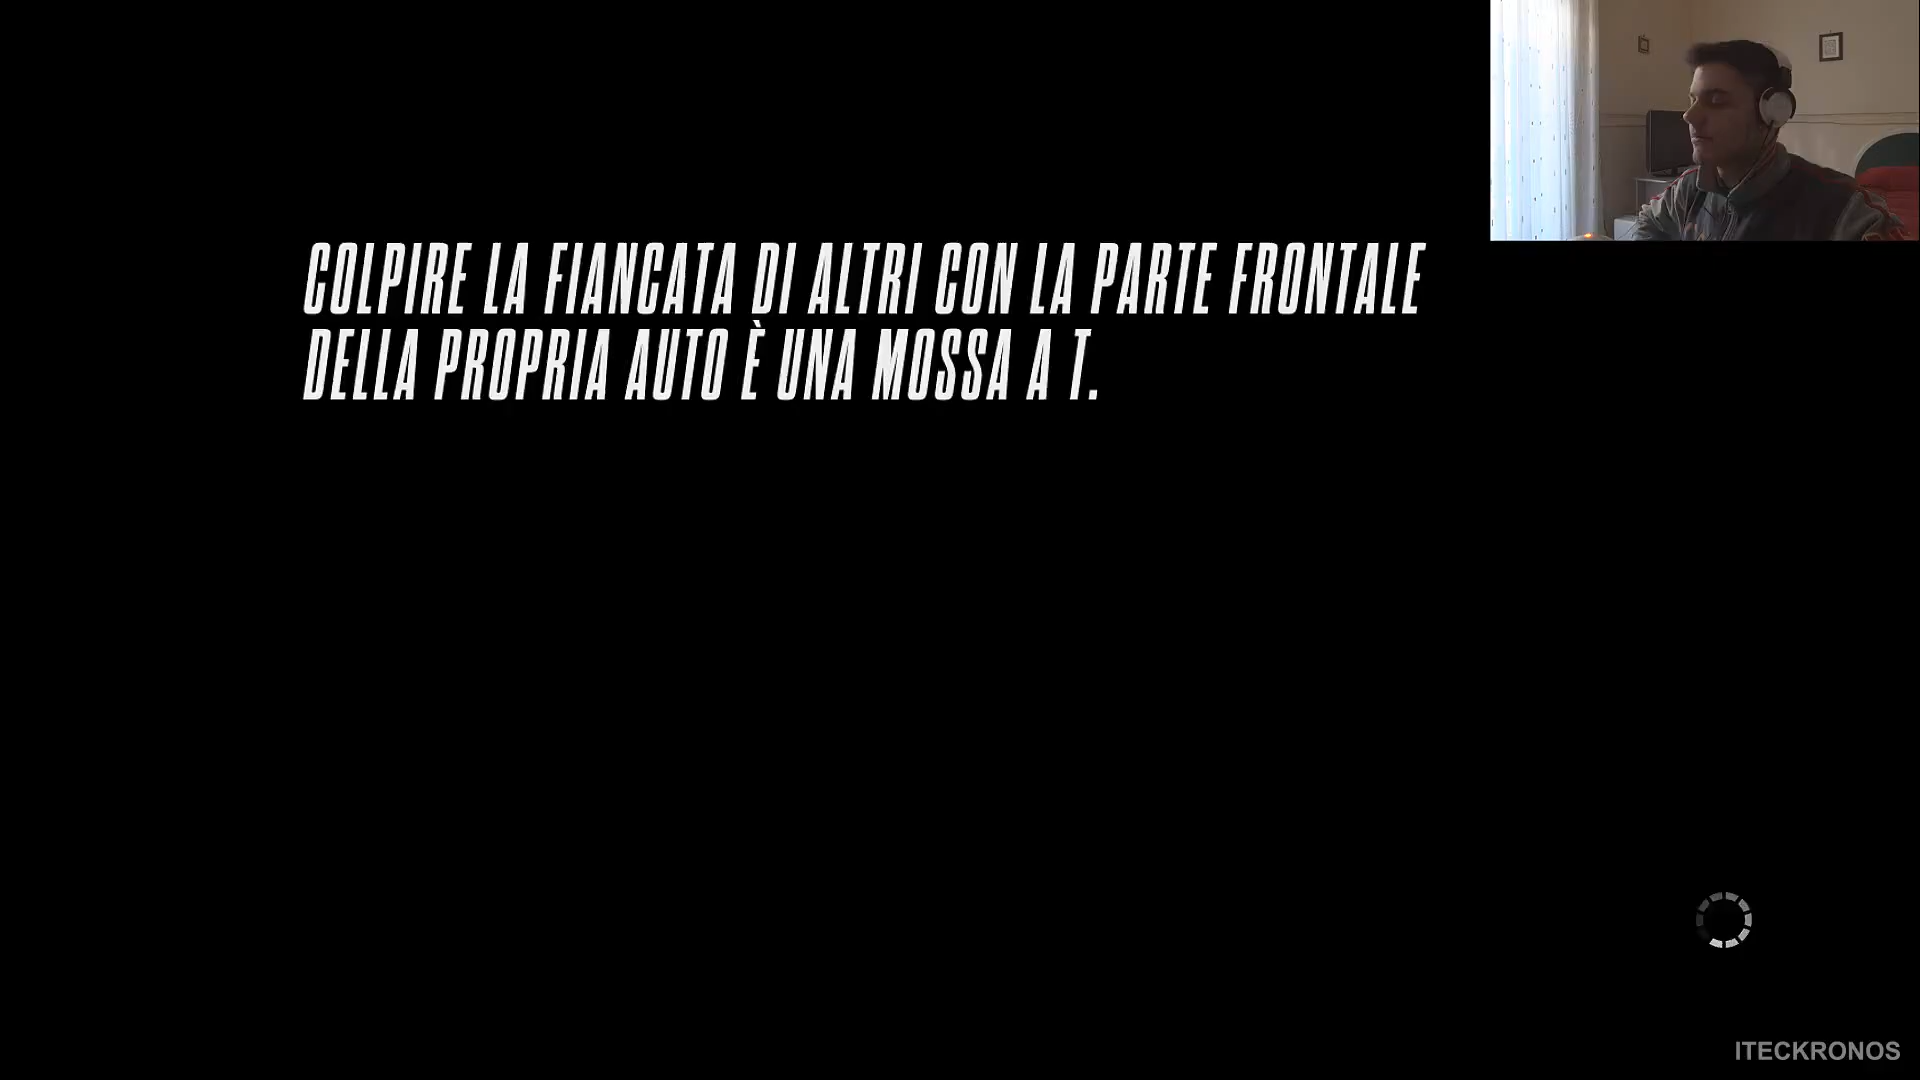 COLPIRE LA FIANCATA DI ALTRI CON LA PARTE FRONTALE
DELLA PROPRIA AUTO È UNA MOSSA A T.
ITECKRONOS